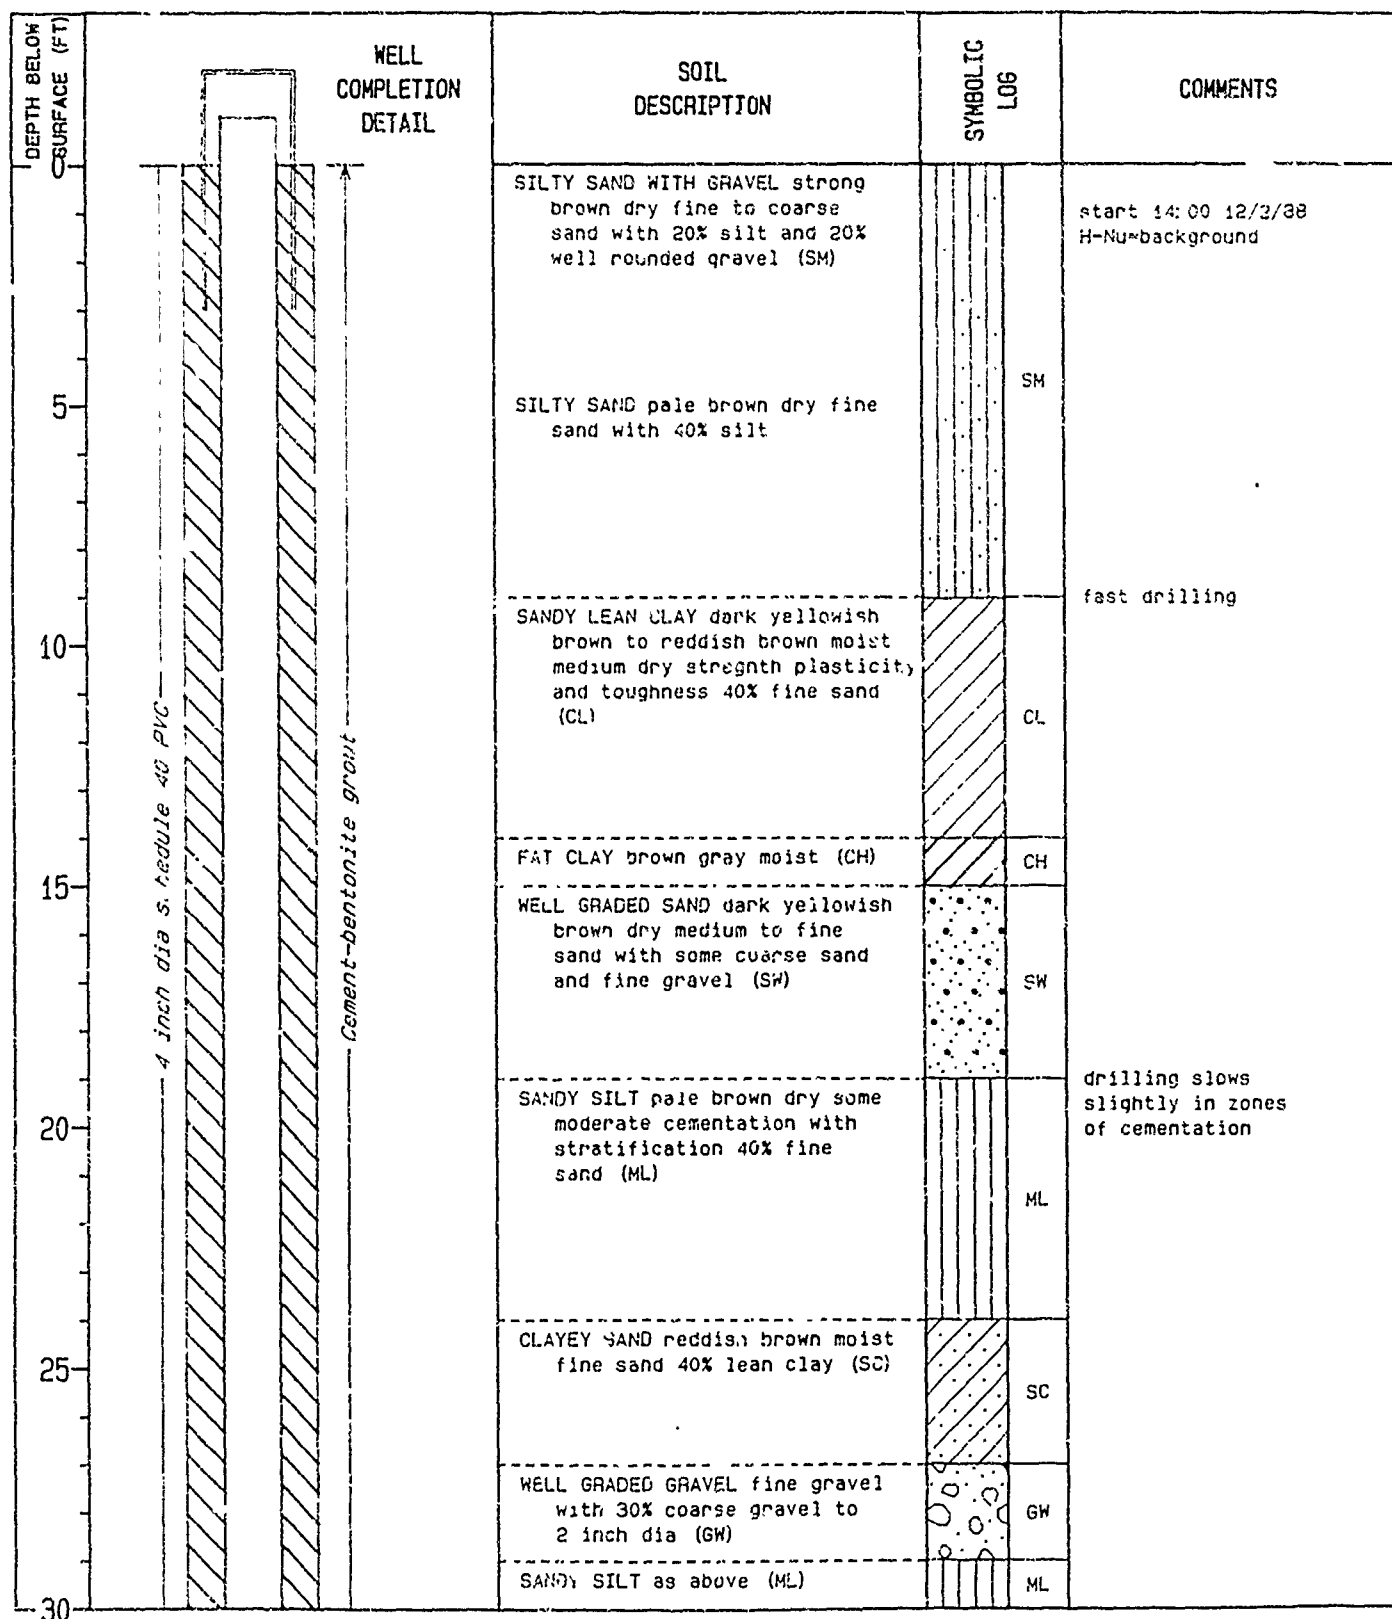 DEPTH BELOW
SURFACE (FT)
WELL
COMPLETION
DETAIL
SOIL
DESCRIPTION
SYMBOLIC
LOG
COMMENTS
0
SILTY SAND WITH GRAVEL strong
brown dry fine to coarse
sand with 20% silt and 20%
well rounded gravel (SM)
start 14:00
H-Nu=background
SM
5
SILTY SAND pale brown dry fine
sand with 40% silt
fast drilling
SANDY LEAN CLAY dark yellowish
brown to reddish brown moist
medium dry stregnth plasticity
and toughness 40% fine sand
(CL)
10
CL
4 inch dia schedule 40 PVC
Cement-bentonite grout
FAT CLAY brown gray moist (CH)
CH
15
WELL GRADED SAND dark yellowish
brown dry medium to fine
sand with some coarse sand
and fine gravel (SW)
SW
drilling slows
slightly in zones
of cementation
SANDY SILT pale brown dry some
moderate cementation with
stratification 40% fine
sand (ML)
20
ML
CLAYEY SAND reddish brown moist
fine sand 40% lean clay (SC)
25
SC
WELL GRADED GRAVEL fine gravel
with 30% coarse gravel to
2 inch dia (GW)
GW
SANDY SILT as above (ML)
ML
30